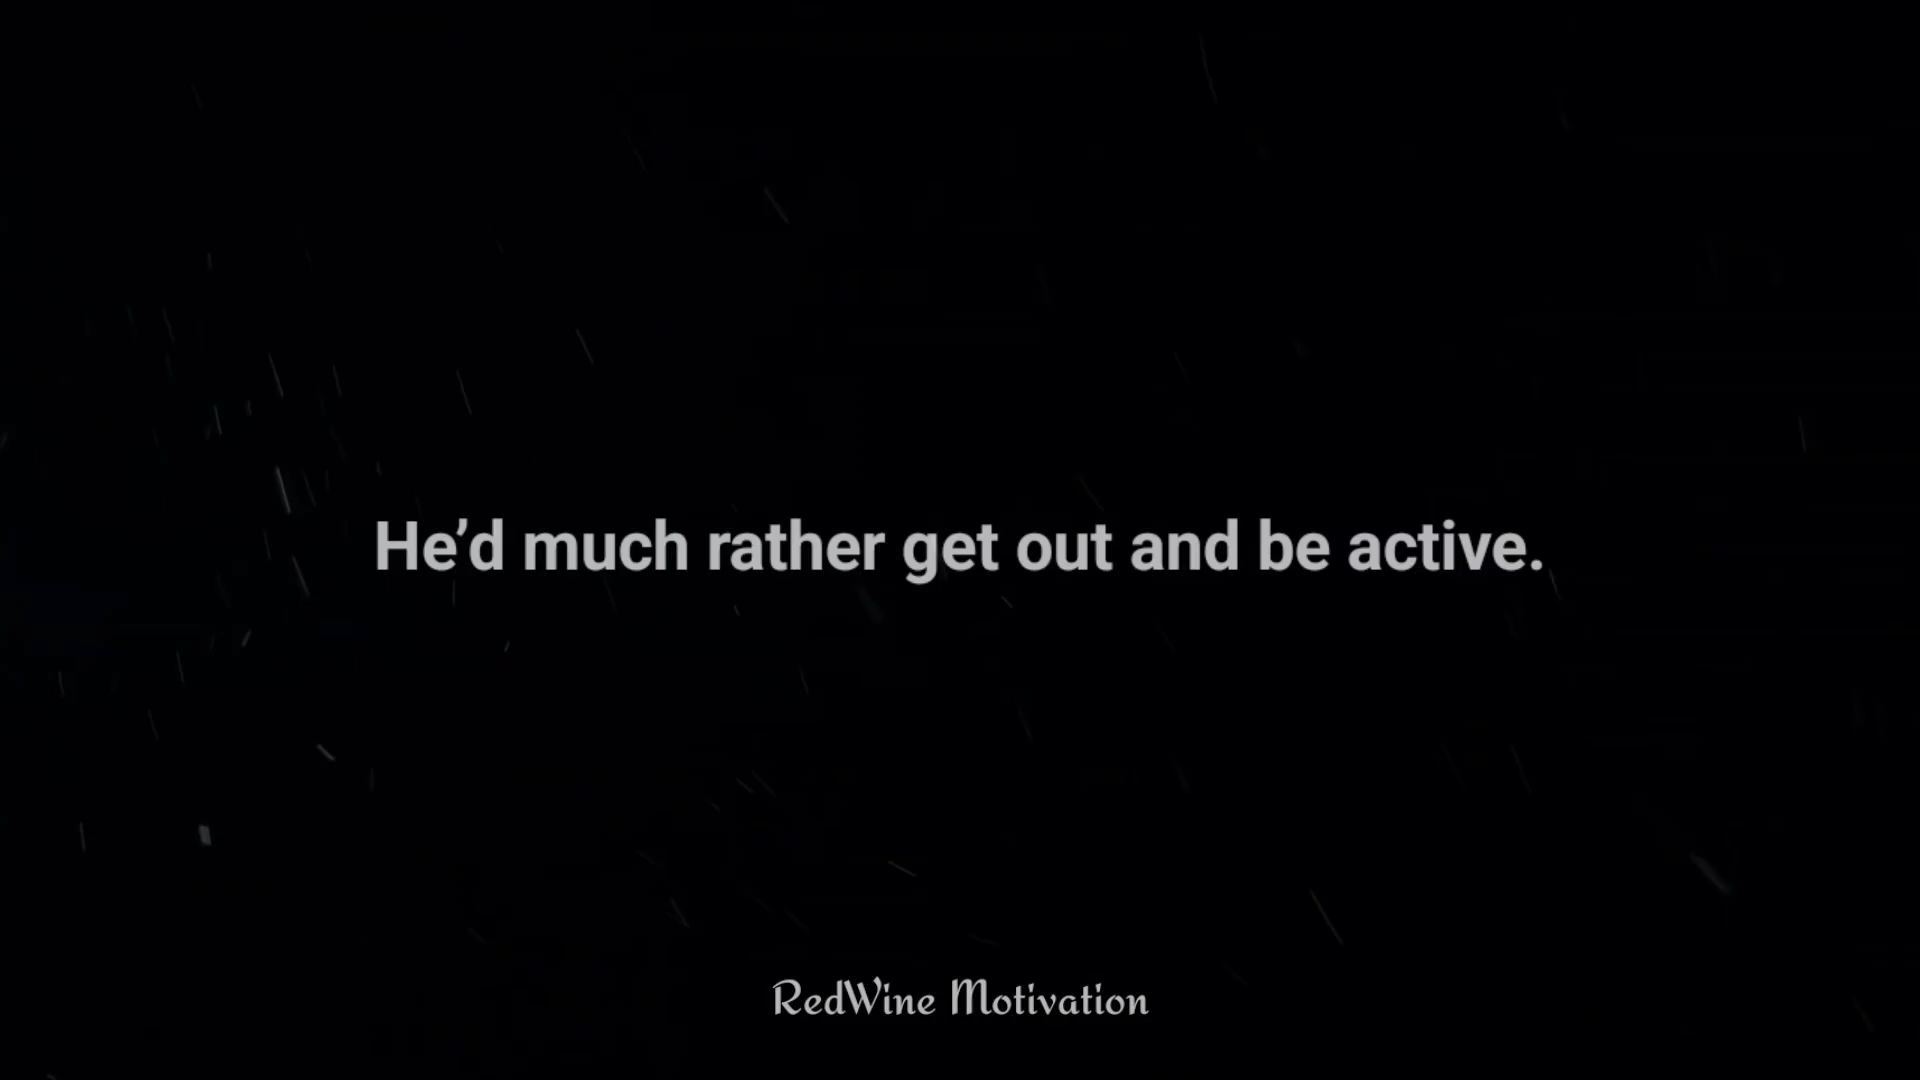 He’d much rather get out and be active.
RedWine Motivation